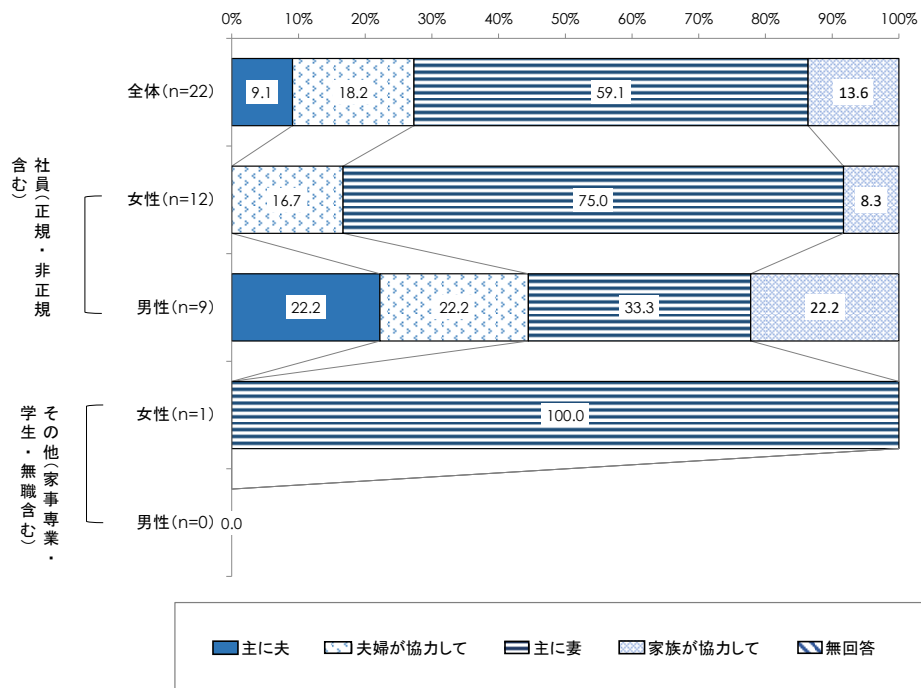 0% 10% 20% 30% 40% 50% 60% 70% 80% 90% 100%
全体(n=22) 9.1 18.2 59.1 13.6
社員(正規・非正規
含む)
女性(n=12) 16.7 75.0 8.3
男性(n=9) 22.2 22.2 33.3 22.2
その他(家事専業・
学生・無職含む)
女性(n=1) 100.0
男性(n=0) 0.0
主に夫 夫婦が協力して 主に妻 家族が協力して 無回答